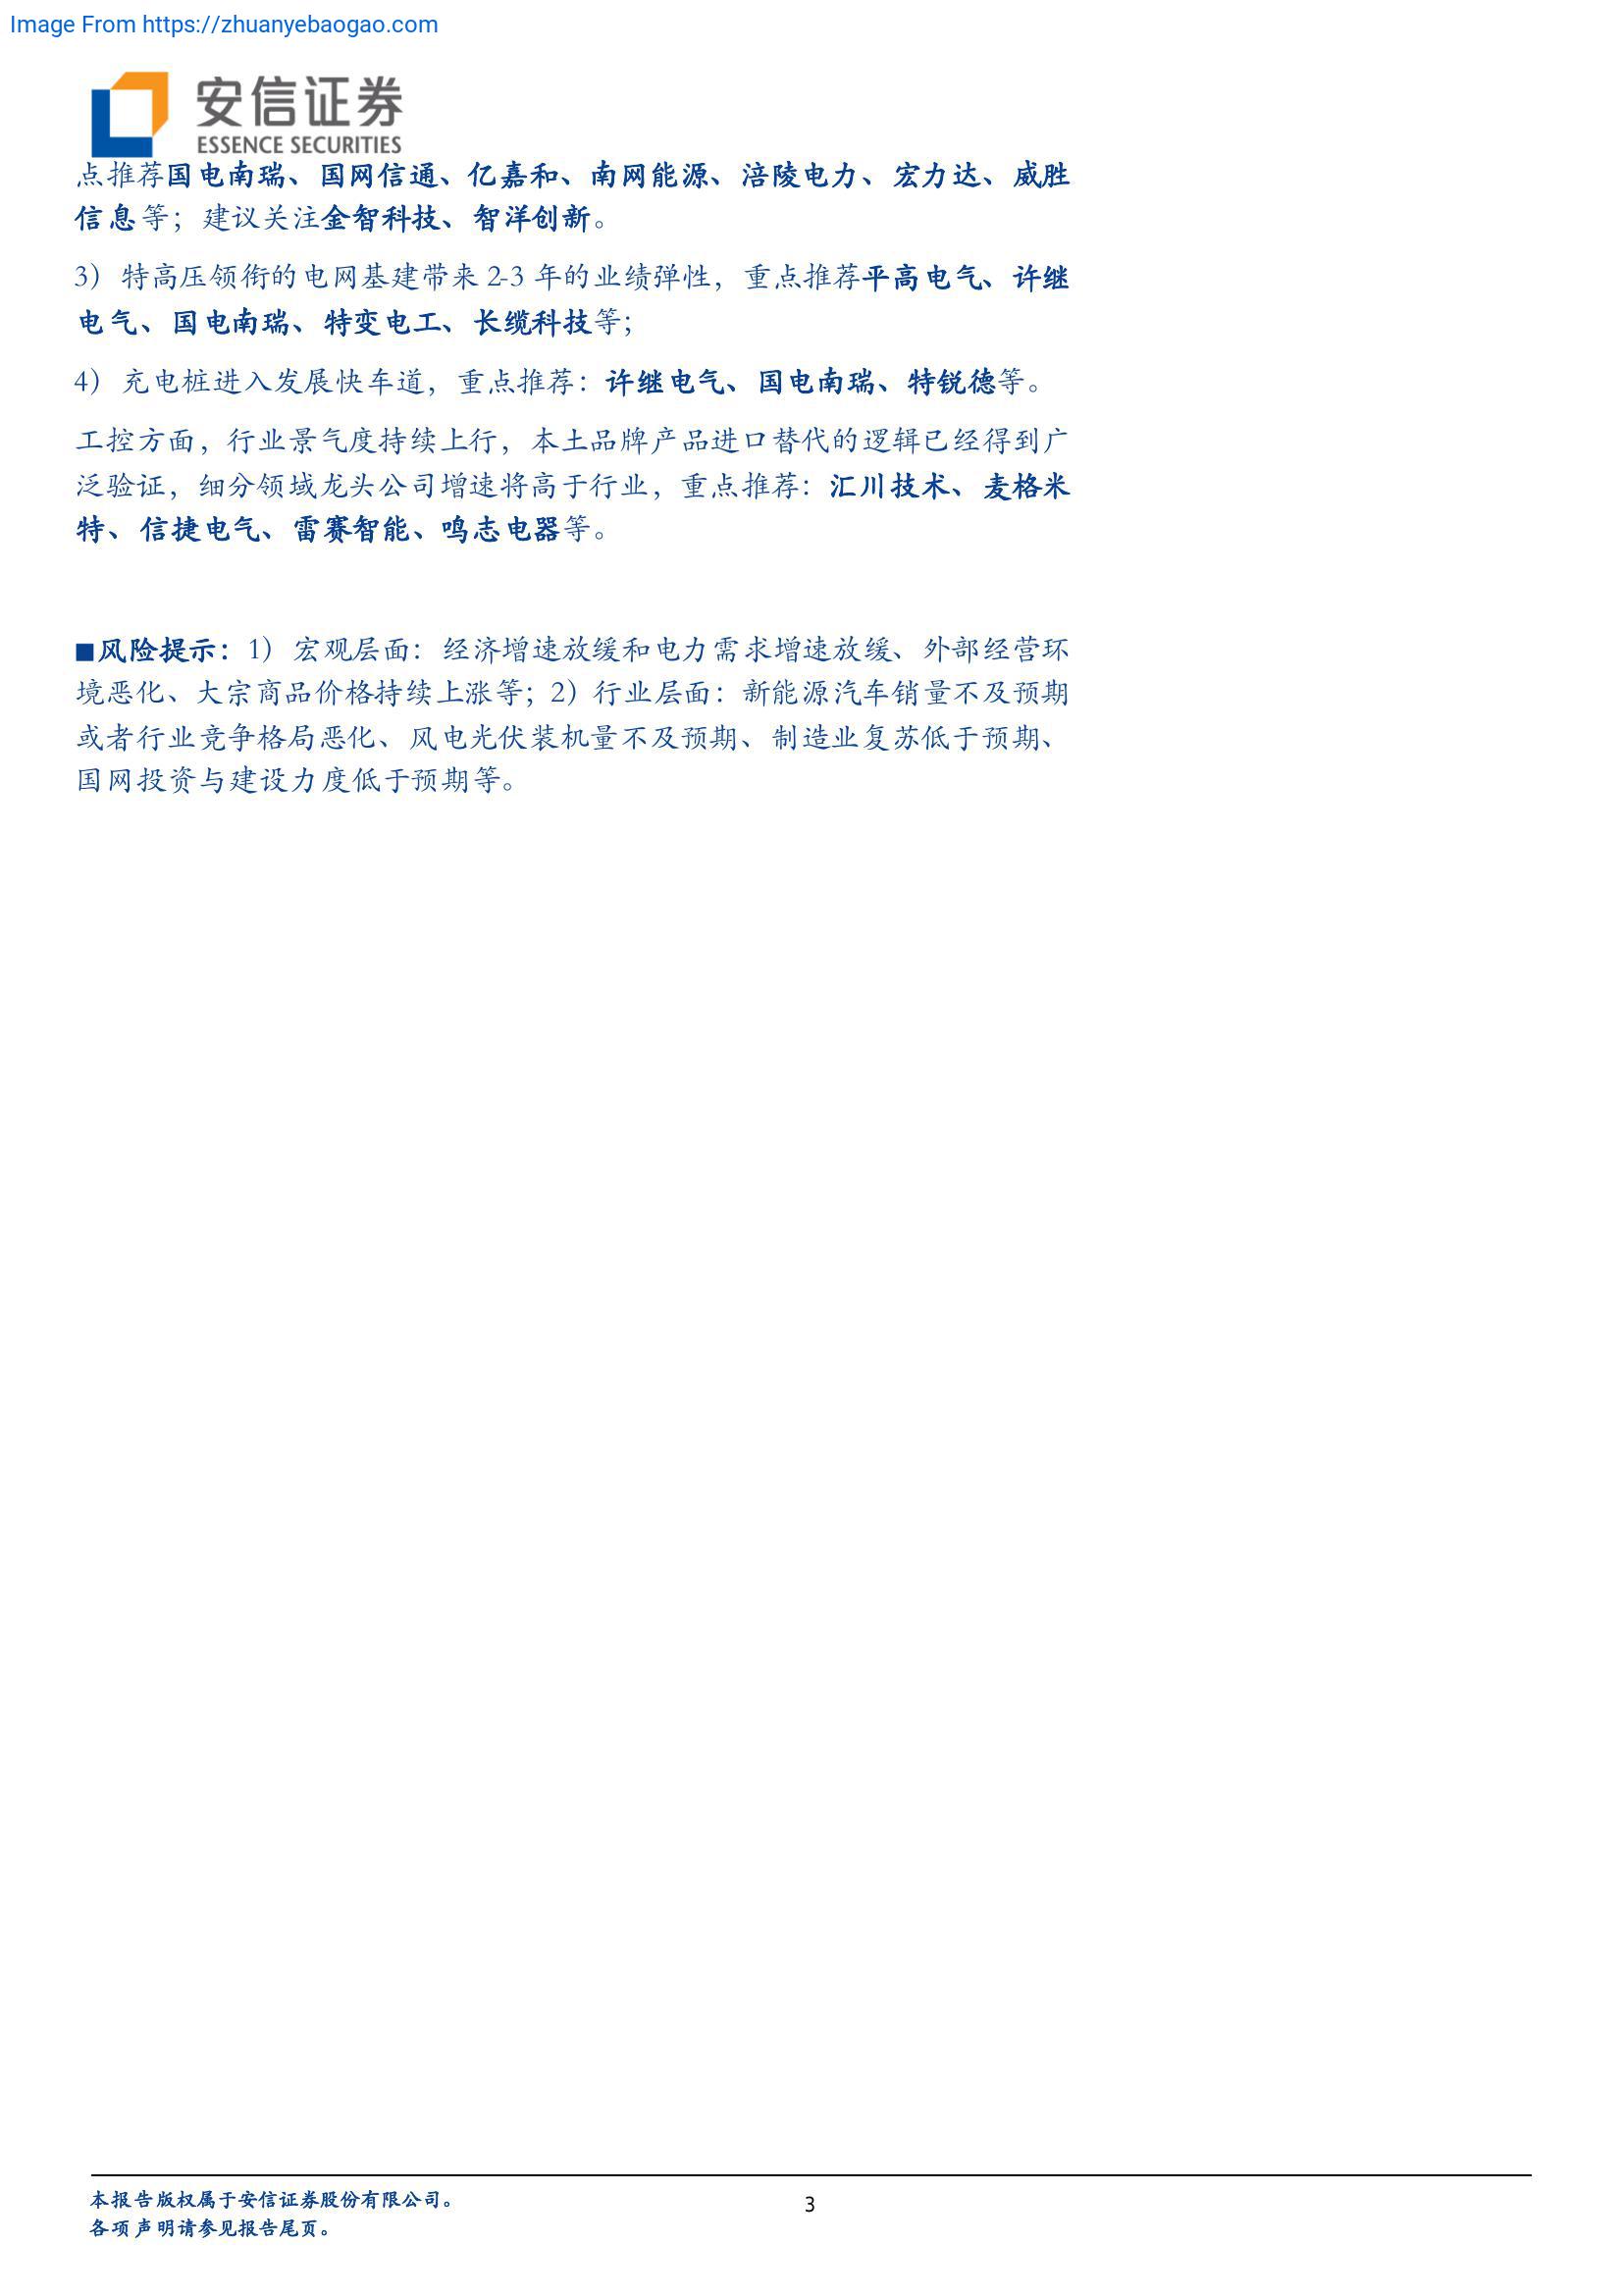 Image From https://zhuanyebaogao.com
安信证券
ESSENCE SECURITIES
点推荐国电南瑞、国网信通、亿嘉和、南网能源、涪陵电力、宏力达、威胜
信息等；建议关注金智科技、智洋创新。
3）特高压领衔的电网基建带来 2-3 年的业绩弹性，重点推荐平高电气、许继
电气、国电南瑞、特变电工、长缆科技等；
4）充电桩进入发展快车道，重点推荐：许继电气、国电南瑞、特锐德等。
工控方面，行业景气度持续上行，本土品牌产品进口替代的逻辑已经得到广
泛验证，细分领域龙头公司增速将高于行业，重点推荐：汇川技术、麦格米
特、信捷电气、雷赛智能、鸣志电器等。
■风险提示：1）宏观层面：经济增速放缓和电力需求增速放缓、外部经营环
境恶化、大宗商品价格持续上涨等；2）行业层面：新能源汽车销量不及预期
或者行业竞争格局恶化、风电光伏装机量不及预期、制造业复苏低于预期、
国网投资与建设力度低于预期等。
本报告版权属于安信证券股份有限公司。
各项声明请参见报告尾页。
3